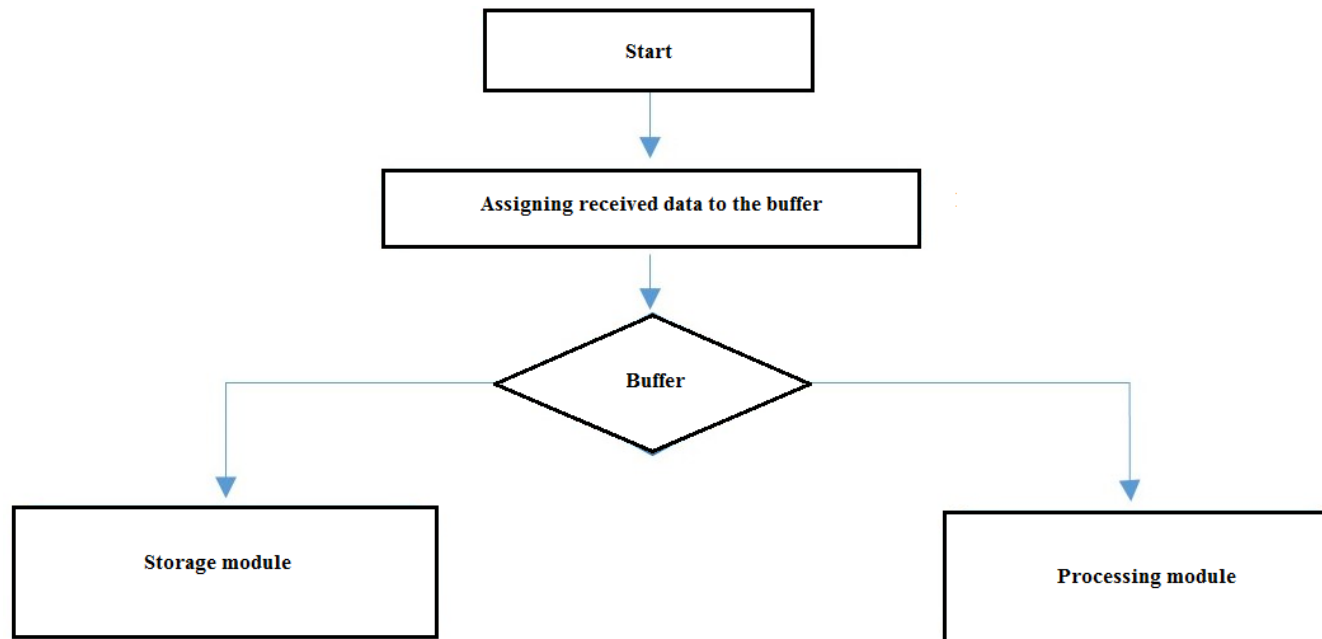 Start
Assigning received data to the buffer
Buffer
Storage module
Processing module